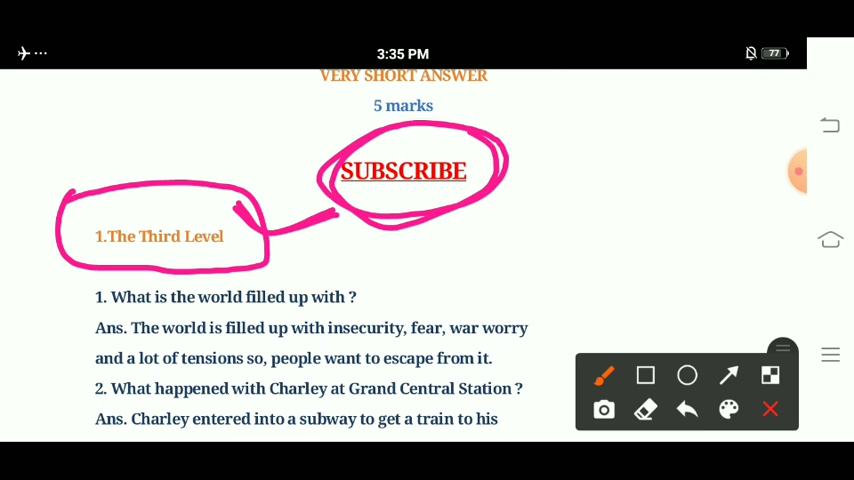 3:35 PM
77
VERY SHORT ANSWER
5 marks
SUBSCRIBE
1.The Third Level
1. What is the world filled up with ?
Ans. The world is filled up with insecurity, fear, war worry
and a lot of tensions so, people want to escape from it.
2. What happened with Charley at Grand Central Station ?
Ans. Charley entered into a subway to get a train to his